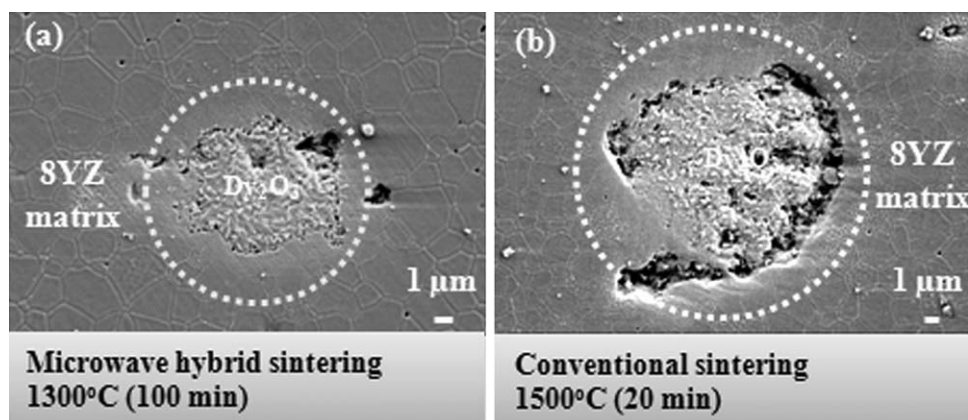 (a)
8YZ
matrix
Dy₂O₃
1 μm
Microwave hybrid sintering
1300°C (100 min)
(b)
8YZ
matrix
1 μm
Conventional sintering
1500°C (20 min)